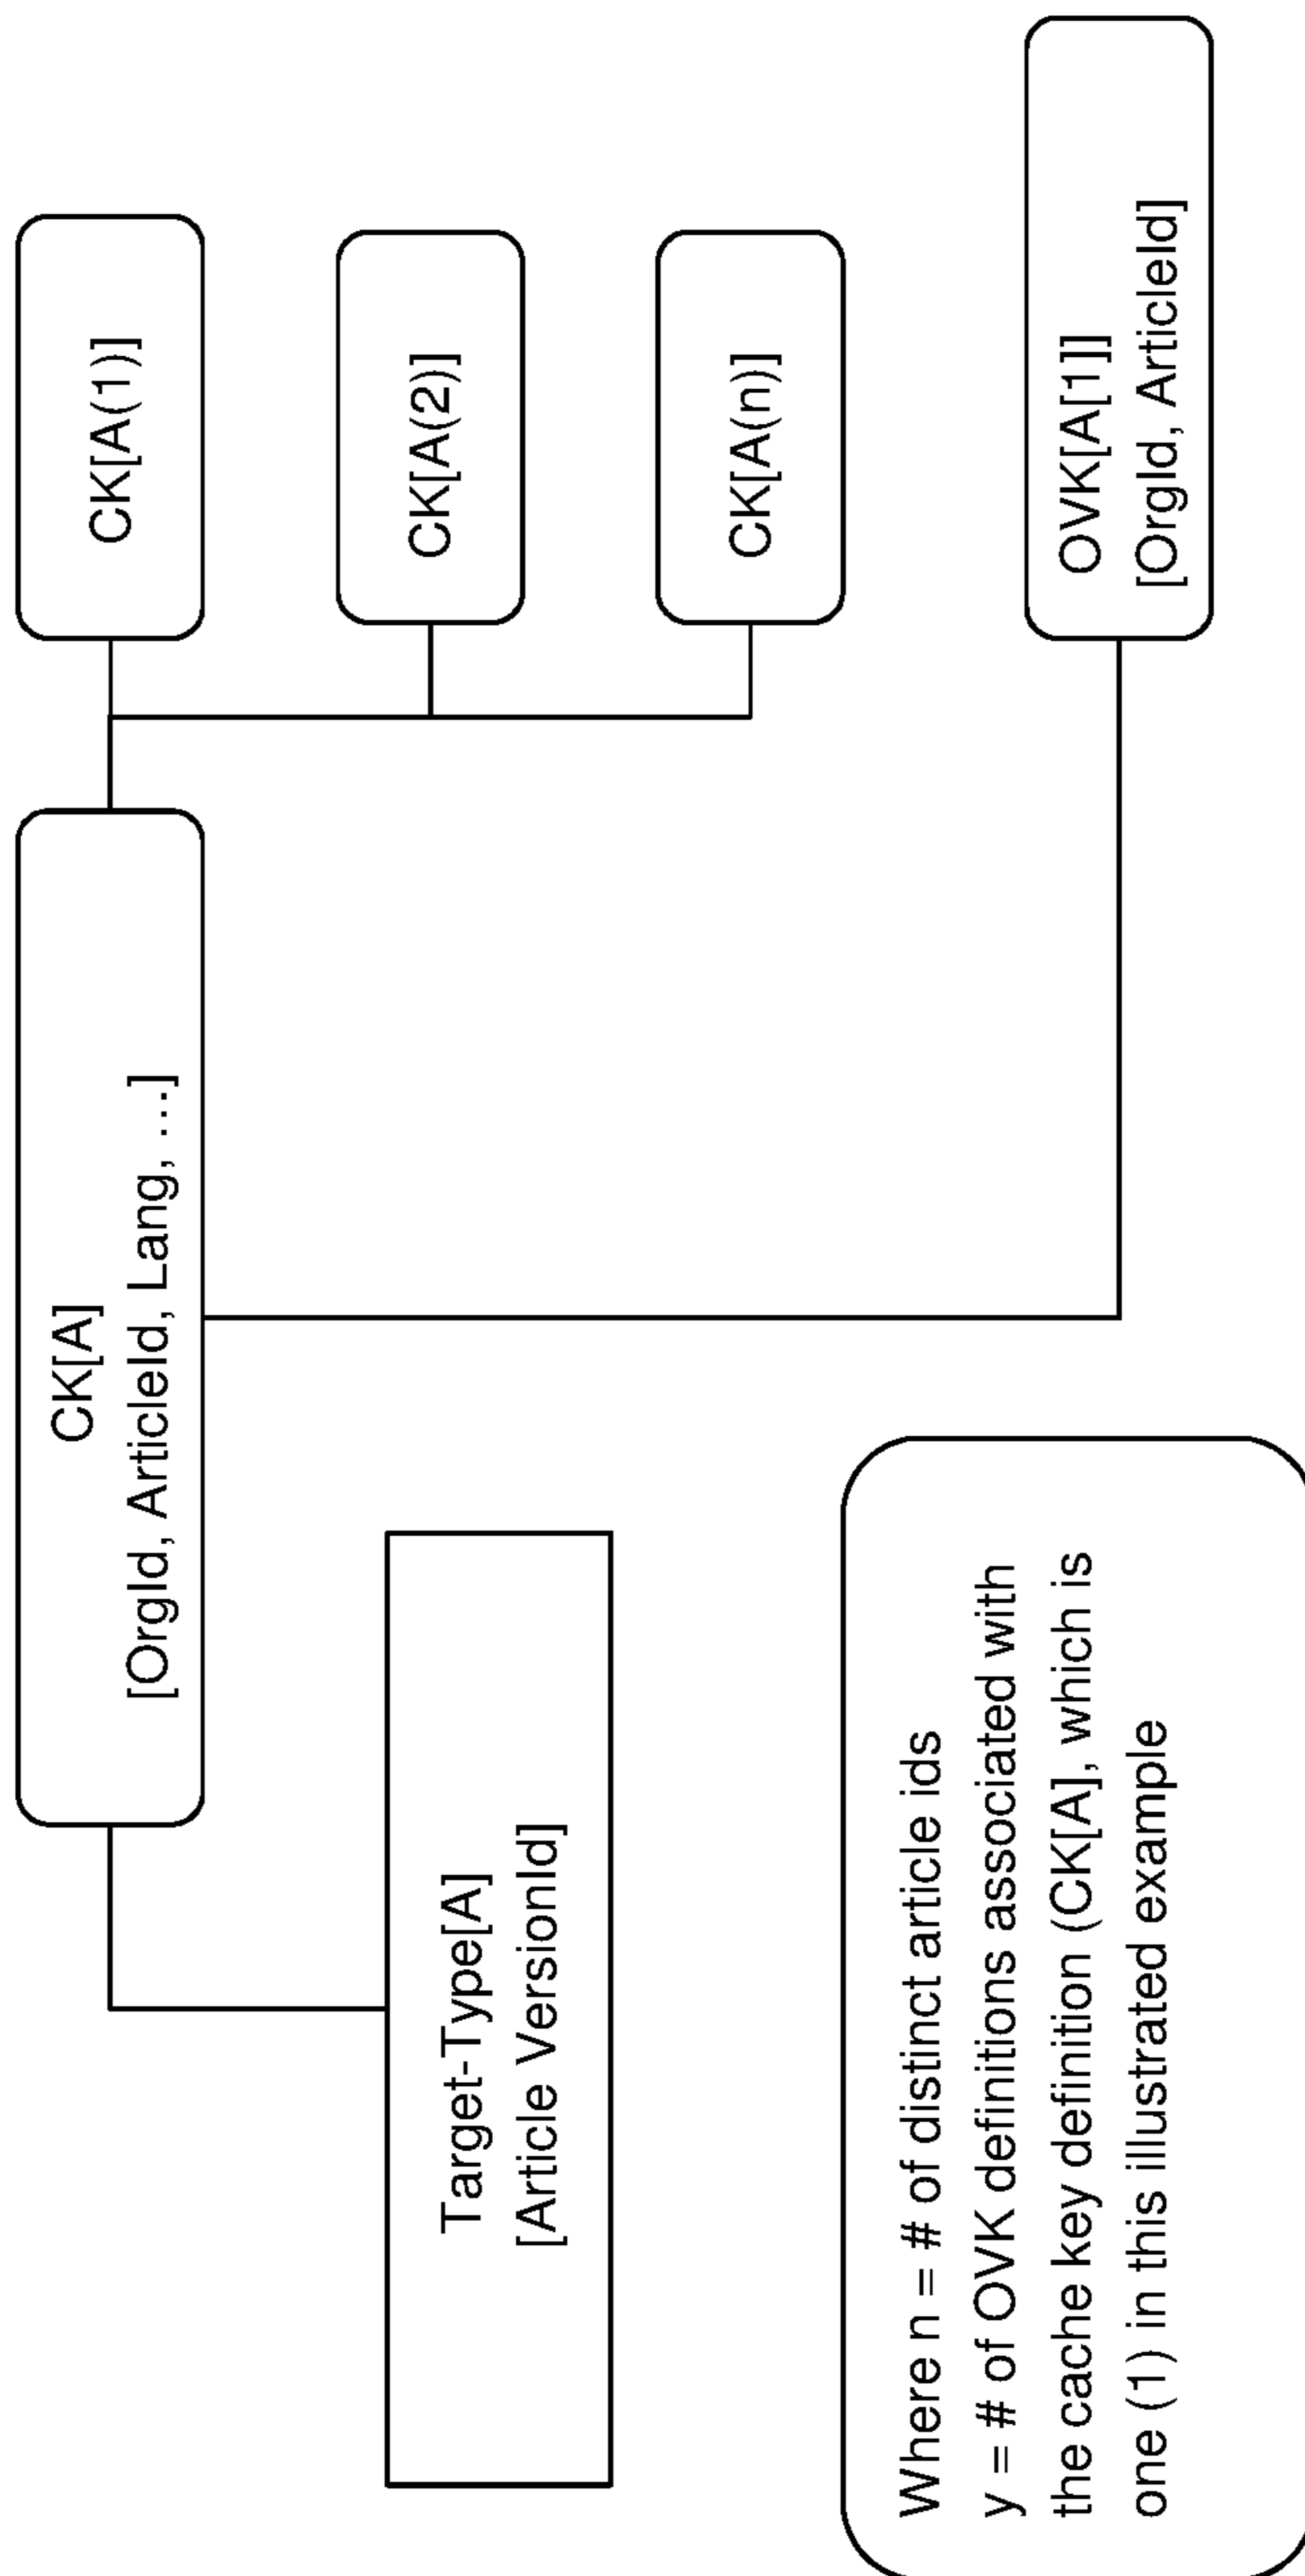 CK[A]
[OrgId, ArticleId, Lang, ...]
CK[A(1)]
CK[A(2)]
CK[A(n)]
Target-Type[A]
[Article VersionId]
OVK[A[1]]
[OrgId, ArticleId]
Where n = # of distinct article ids
y = # of OVK definitions associated with
the cache key definition (CK[A], which is
one (1) in this illustrated example